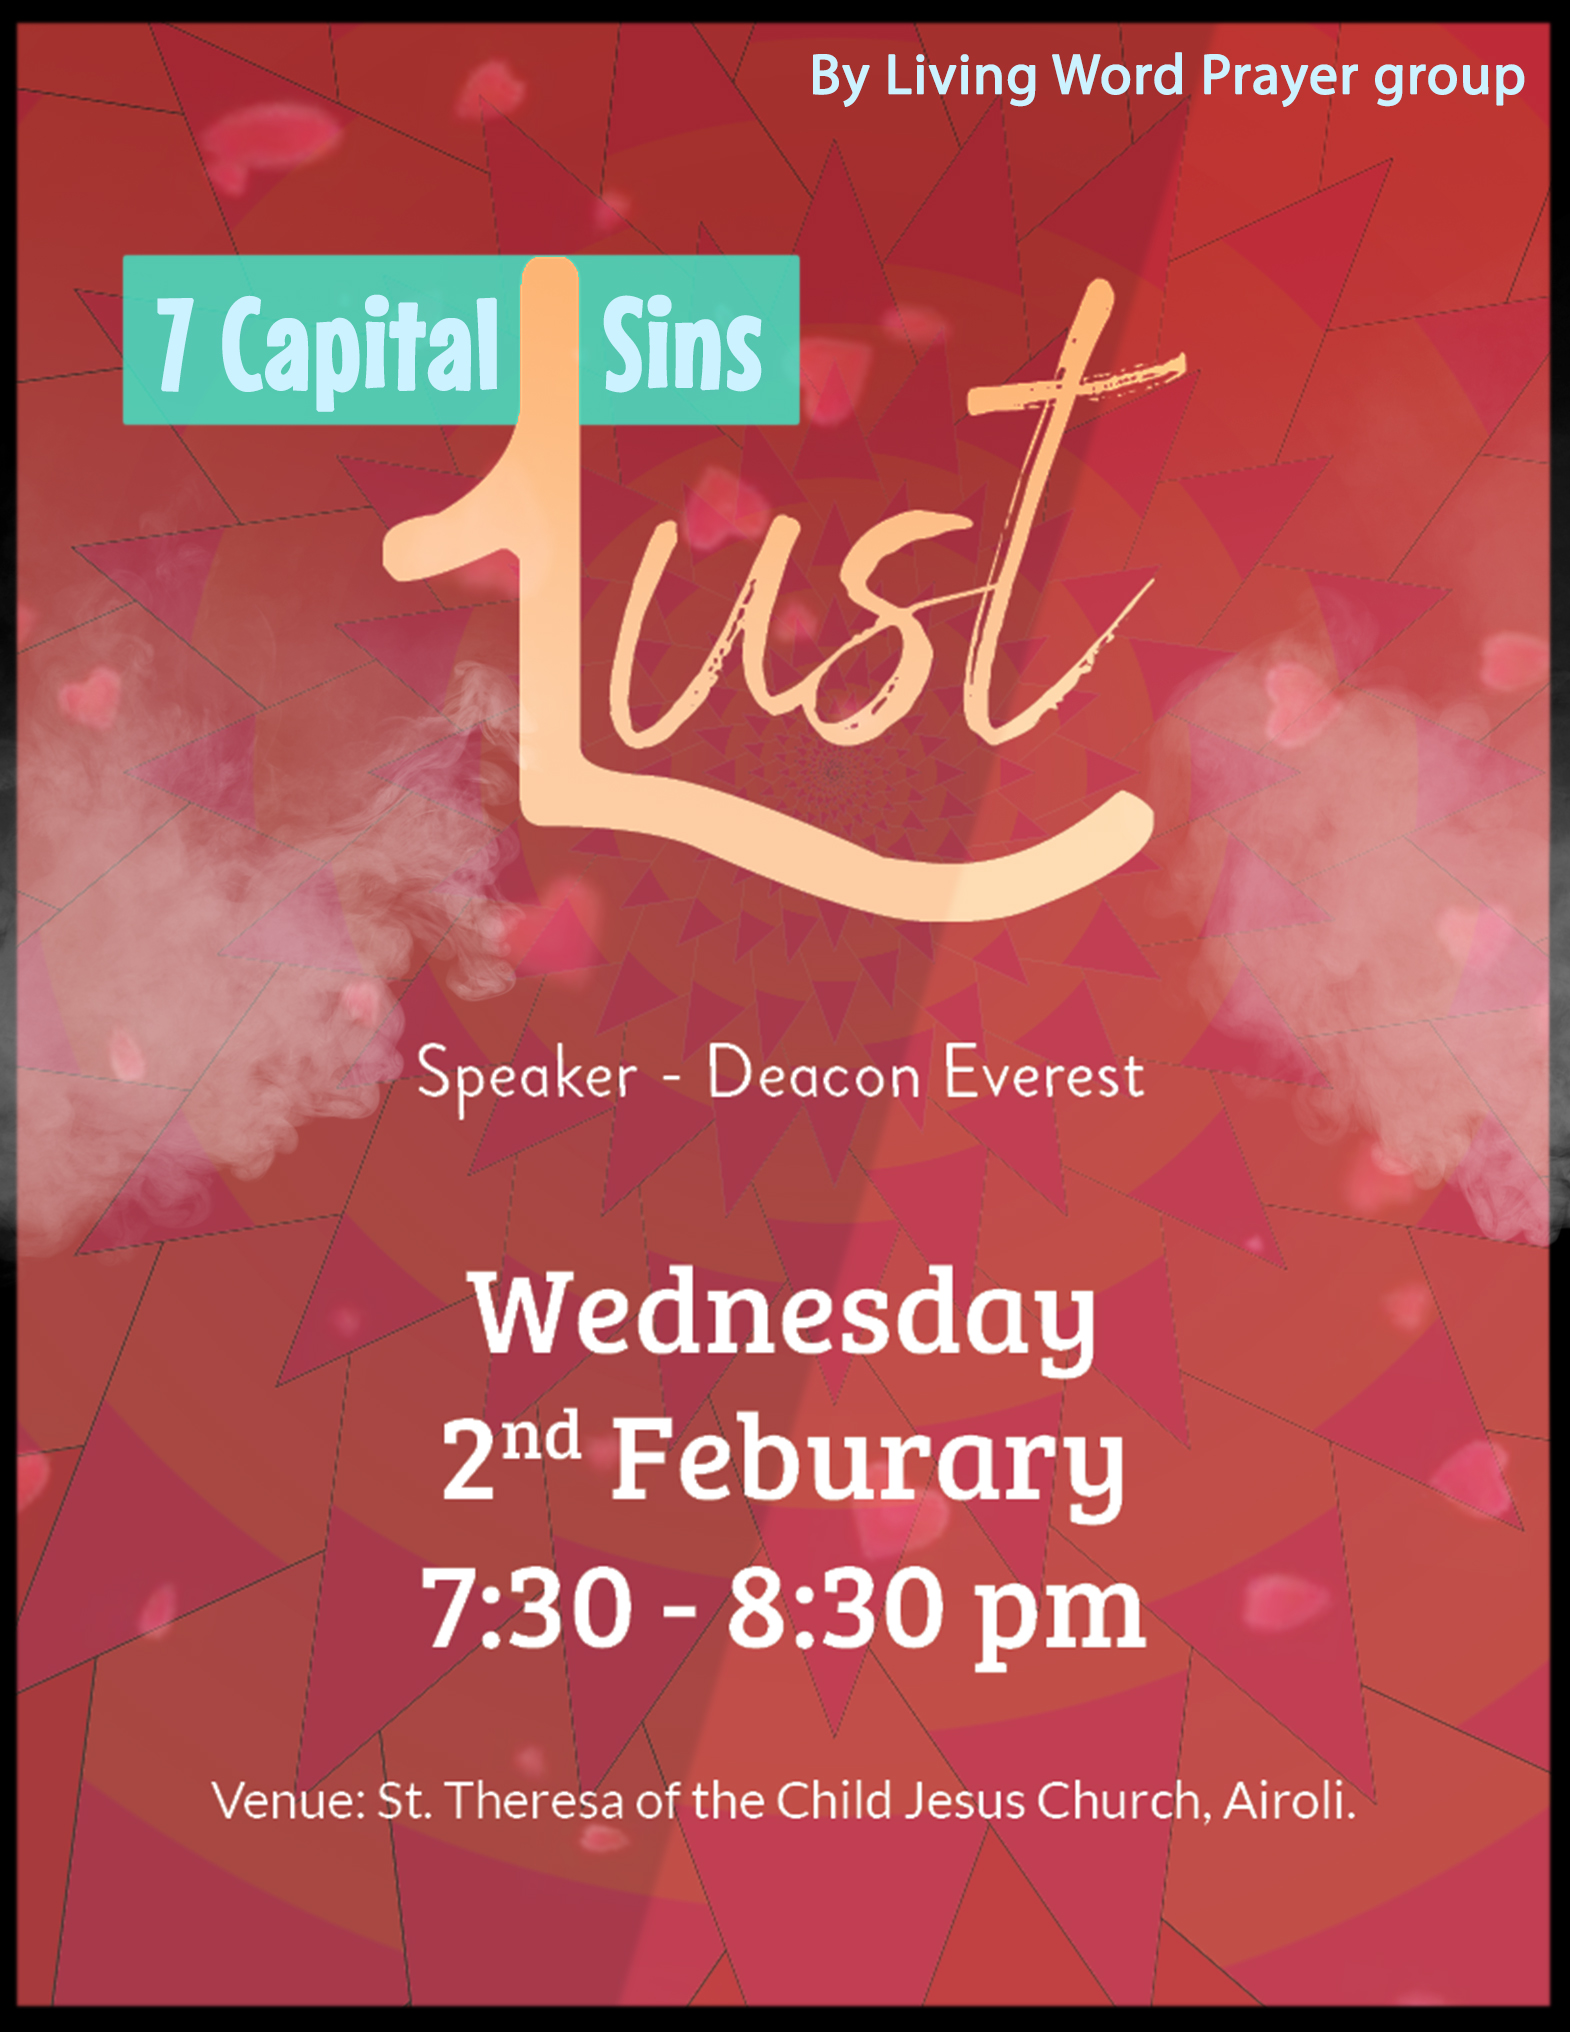 By Living Word Prayer group
7 Capital Sins
Lust
Speaker - Deacon Everest
Wednesday
2nd Feburary
7:30 - 8:30 pm
Venue: St. Theresa of the Child Jesus Church, Airoli.